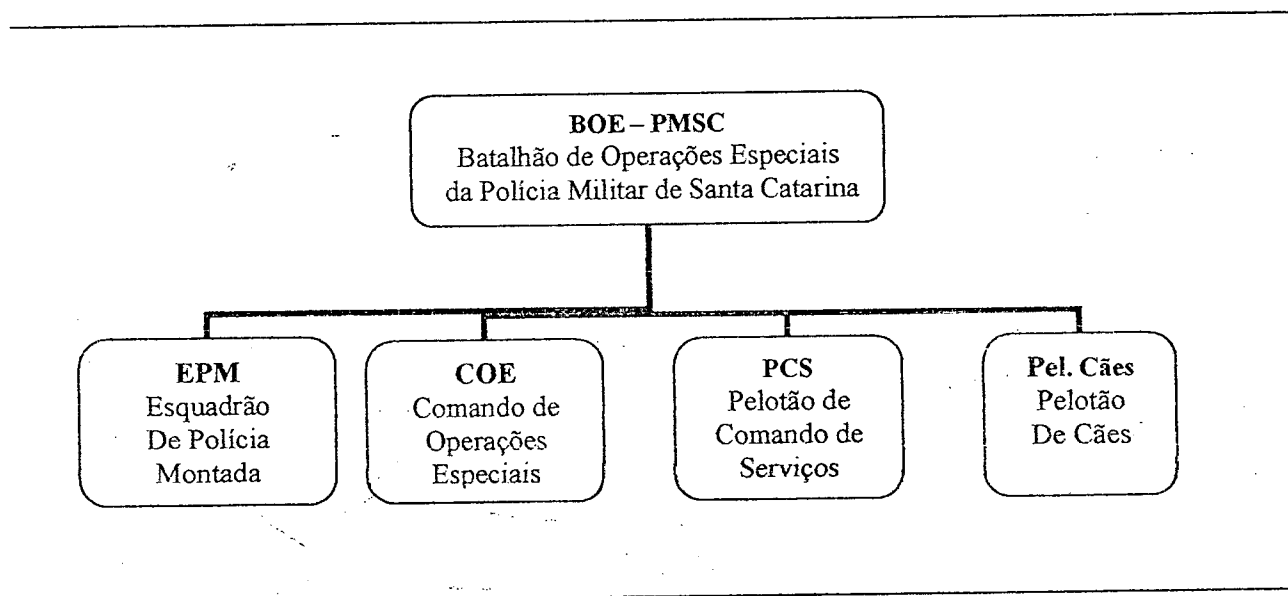 BOE – PMSC
Batalhão de Operações Especiais
da Polícia Militar de Santa Catarina
EPM
Esquadrão
De Polícia
Montada
COE
Comando de
Operações
Especiais
PCS
Pelotão de
Comando de
Serviços
Pel. Cães
Pelotão
De Cães